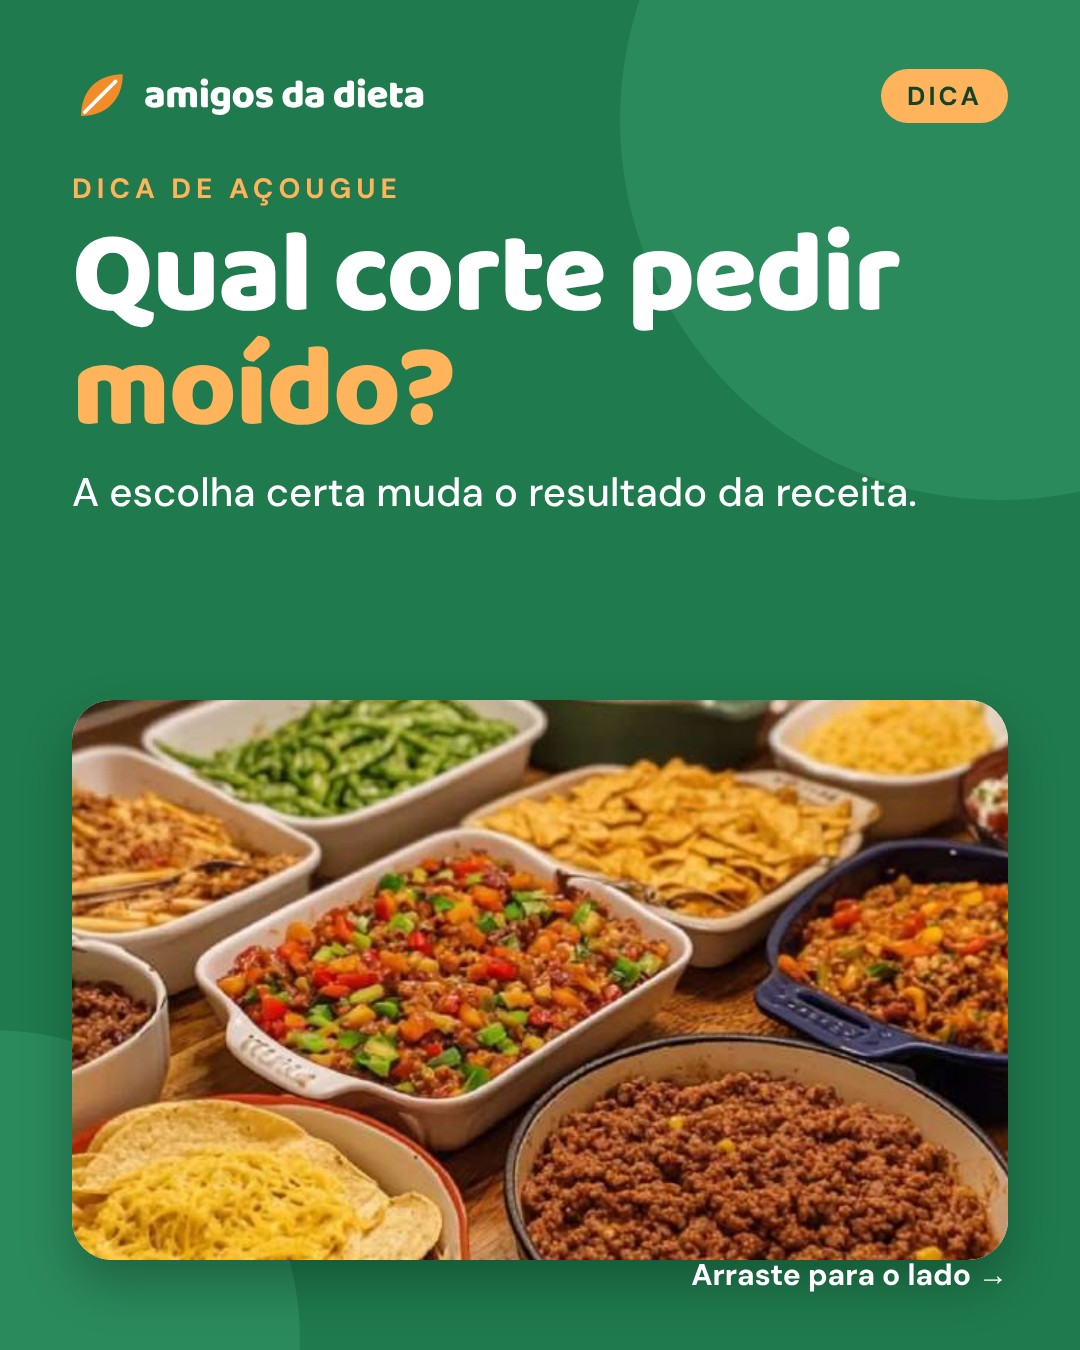 amigos da dieta
DICA
DICA DE AÇOUGUE
Qual corte pedir
moído?
A escolha certa muda o resultado da receita.
Arraste para o lado →